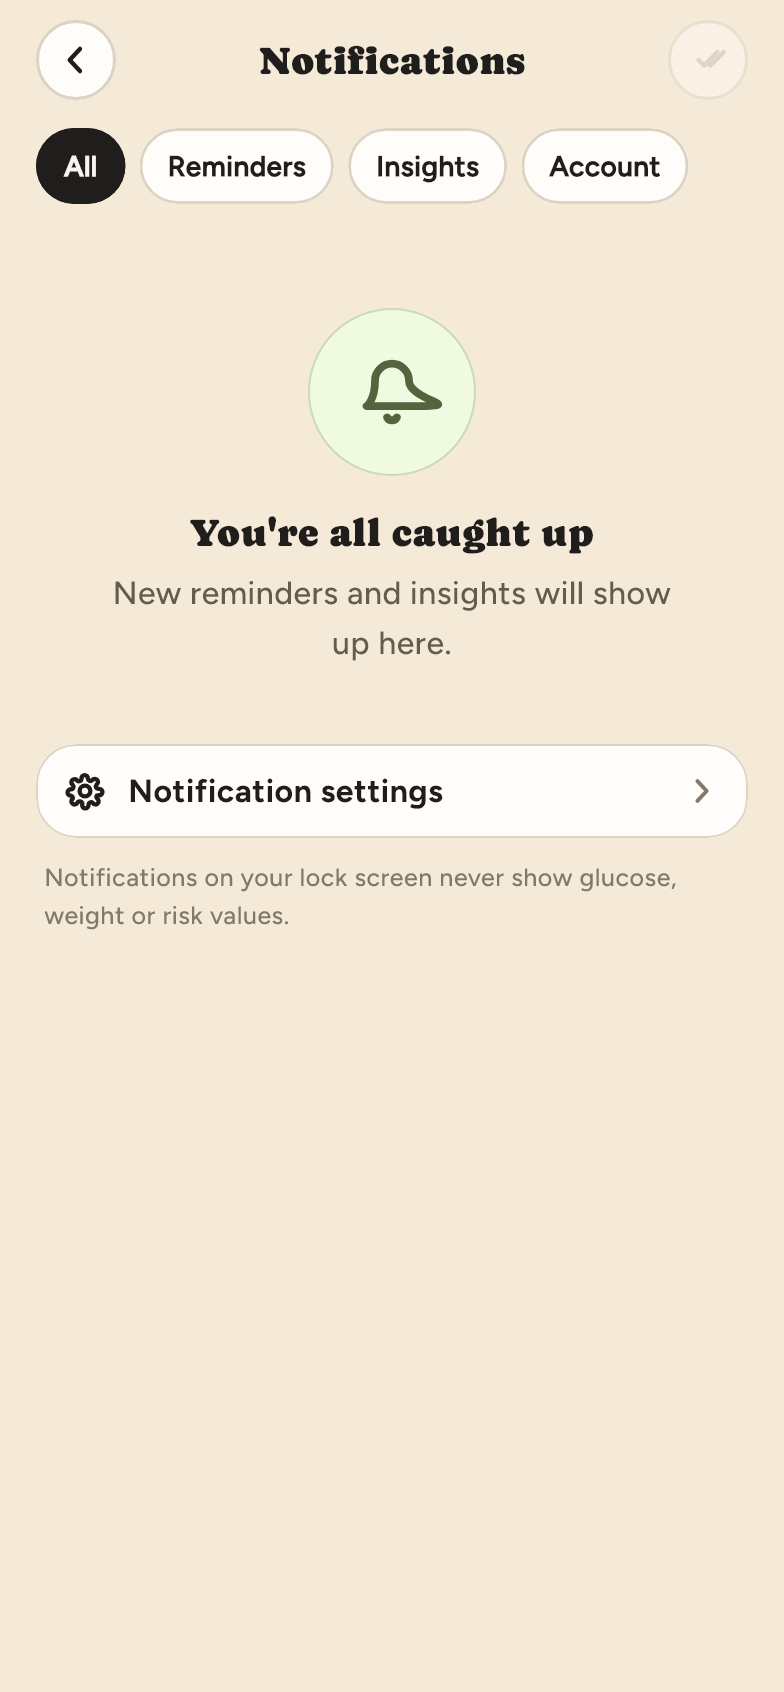 Notifications
All
Reminders
Insights
Account
You're all caught up
New reminders and insights will show
up here.
Notification settings
Notifications on your lock screen never show glucose,
weight or risk values.